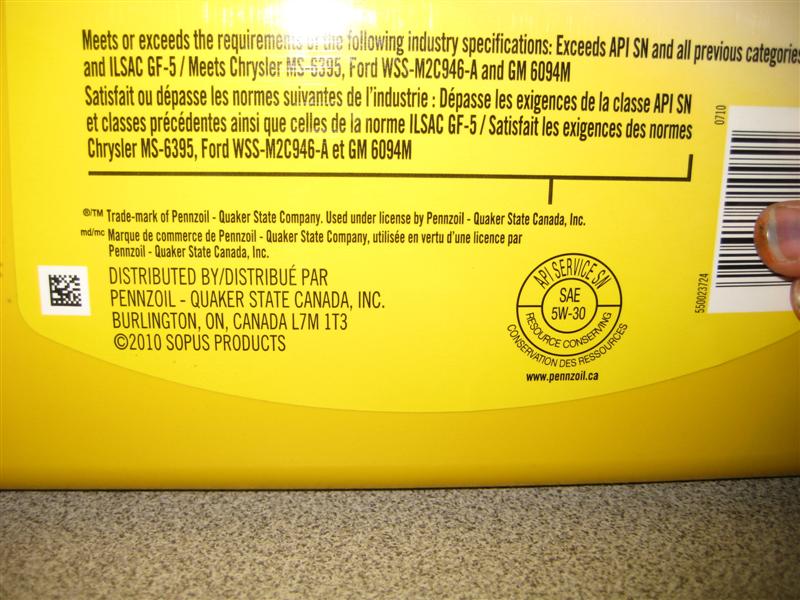 Meets or exceeds the requirements of the following industry specifications: Exceeds API SN and all previous categories
and ILSAC GF-5 / Meets Chrysler MS-6395, Ford WSS-M2C946-A and GM 6094M
Satisfait ou dépasse les normes suivantes de l'industrie : Dépasse les exigences de la classe API SN
et classes précédentes ainsi que celles de la norme ILSAC GF-5 / Satisfait les exigences des normes
Chrysler MS-6395, Ford WSS-M2C946-A et GM 6094M
0710
®/TM Trade-mark of Pennzoil - Quaker State Company. Used under license by Pennzoil - Quaker State Canada, Inc.
md/mc Marque de commerce de Pennzoil - Quaker State Company, utilisée en vertu d'une licence par
Pennzoil - Quaker State Canada, Inc.
DISTRIBUTED BY/DISTRIBUÉ PAR
PENNZOIL - QUAKER STATE CANADA, INC.
BURLINGTON, ON, CANADA L7M 1T3
©2010 SOPUS PRODUCTS
API SERVICE SN
SAE
5W-30
RESOURCE CONSERVING
CONSERVATION DES RESSOURCES
www.pennzoil.ca
550023724